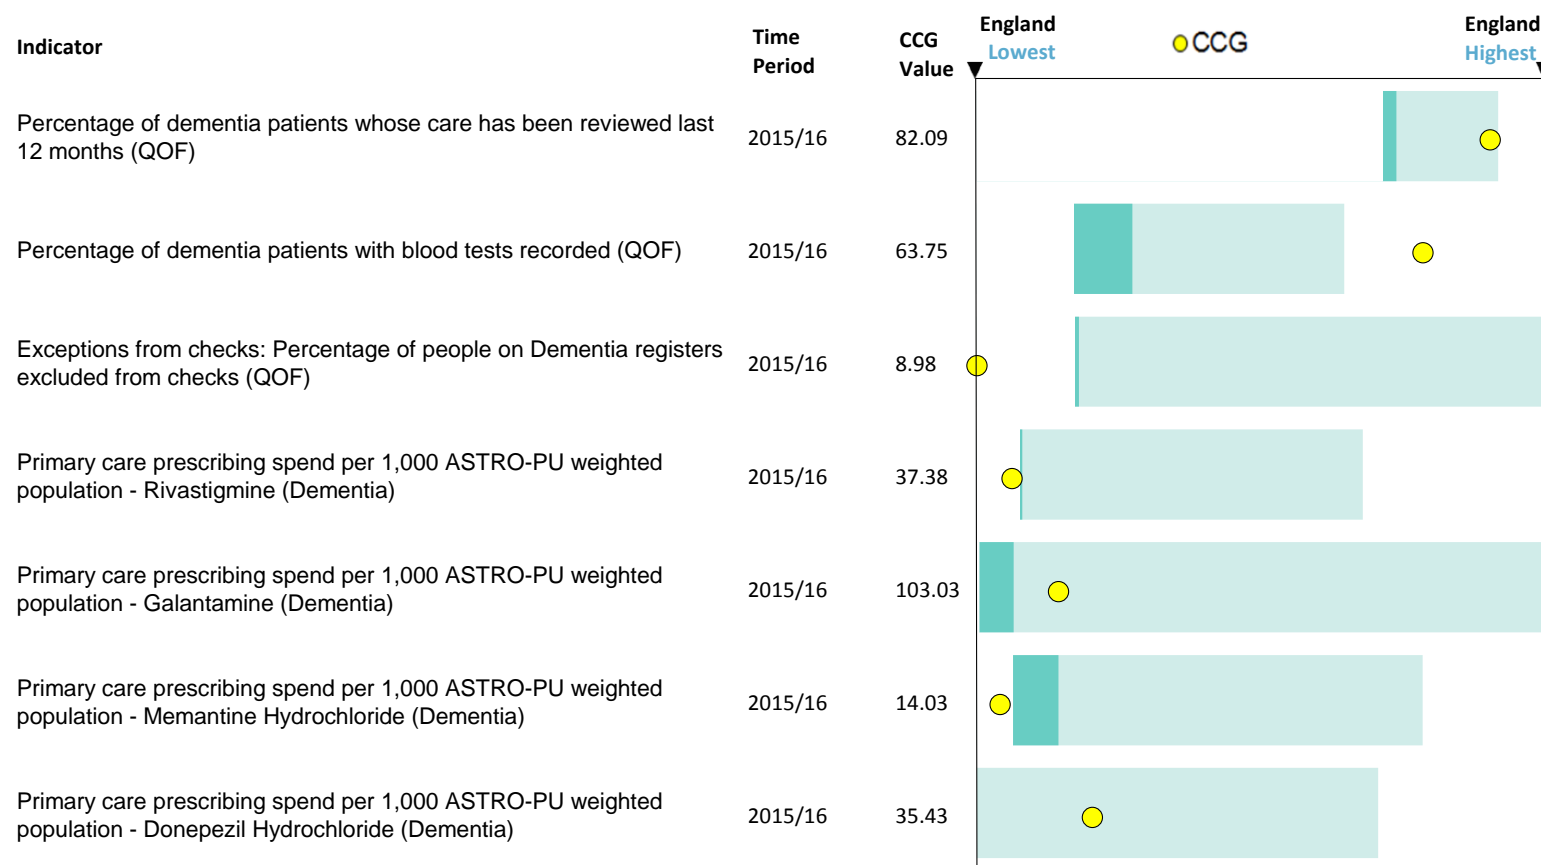 Indicator
Time
Period
CCG
Value
England
Lowest
CCG
England
Highest
Percentage of dementia patients whose care has been reviewed last
12 months (QOF)
2015/16
82.09
Percentage of dementia patients with blood tests recorded (QOF)
2015/16
63.75
Exceptions from checks: Percentage of people on Dementia registers
excluded from checks (QOF)
2015/16
8.98
Primary care prescribing spend per 1,000 ASTRO-PU weighted
population - Rivastigmine (Dementia)
2015/16
37.38
Primary care prescribing spend per 1,000 ASTRO-PU weighted
population - Galantamine (Dementia)
2015/16
103.03
Primary care prescribing spend per 1,000 ASTRO-PU weighted
population - Memantine Hydrochloride (Dementia)
2015/16
14.03
Primary care prescribing spend per 1,000 ASTRO-PU weighted
population - Donepezil Hydrochloride (Dementia)
2015/16
35.43